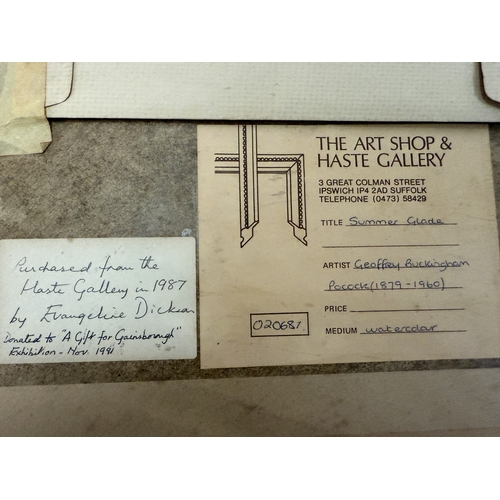 THE ART SHOP &
HASTE GALLERY
3 GREAT COLMAN STREET
IPSWICH IP4 2AD SUFFOLK
TELEPHONE (0473) 58429
TITLE Summer Glade
ARTIST Geoffrey Buckingham
Pocock (1879-1960)
PRICE
020687
MEDIUM watercolour
Purchased from the
Haste Gallery in 1987
by Evangeline Dickson
Donated to "A Gift for Gainsborough"
Exhibition - Nov 1991